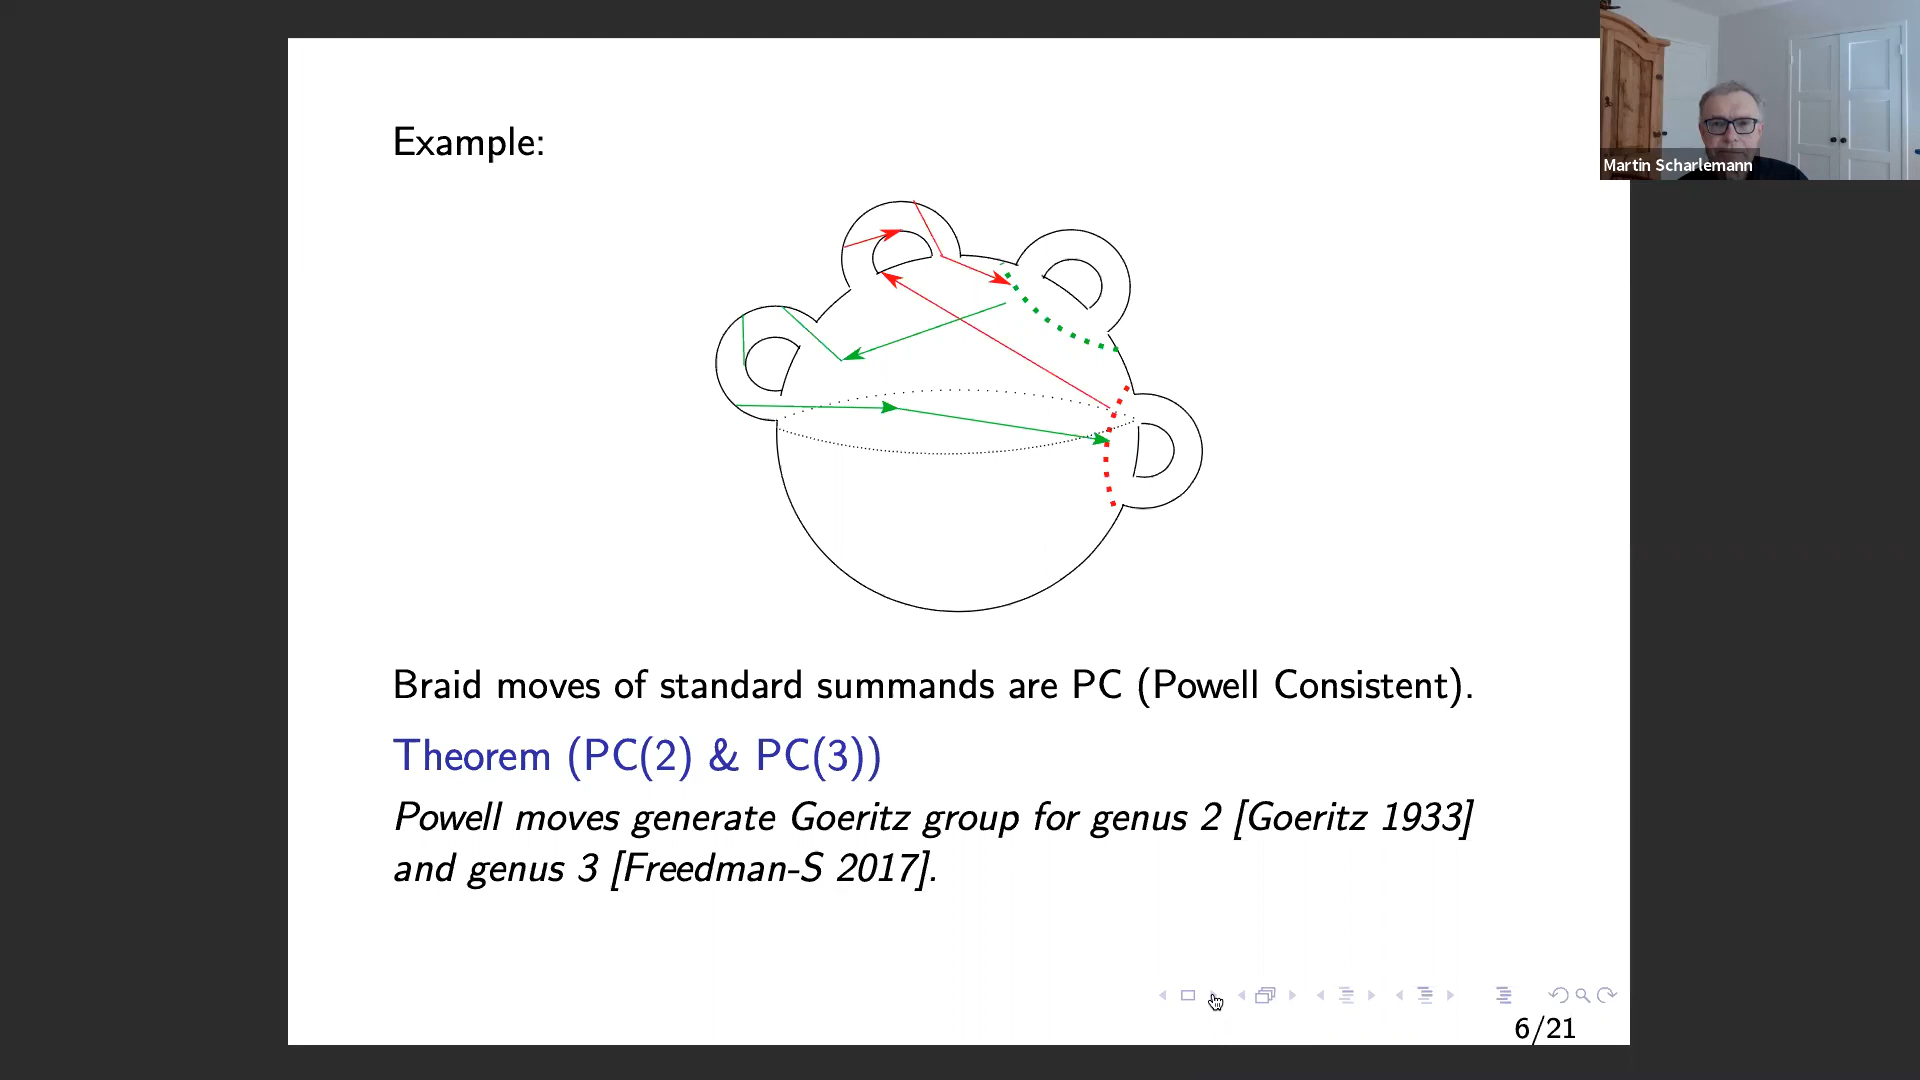 Martin Scharlemann
Example:
Braid moves of standard summands are PC (Powell Consistent).
Theorem (PC(2) & PC(3))
Powell moves generate Goeritz group for genus 2 [Goeritz 1933]
and genus 3 [Freedman-S 2017].
6/21